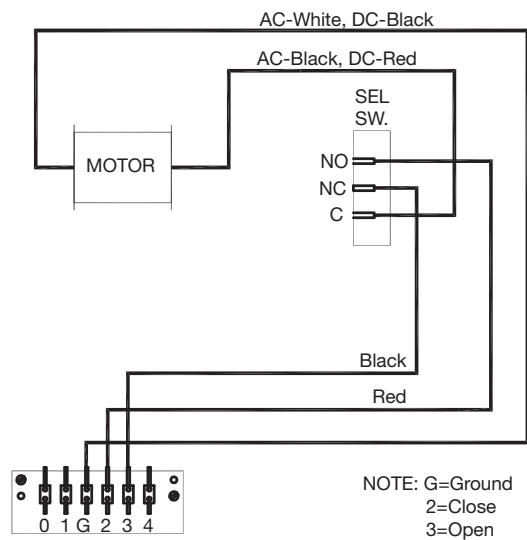 AC-White, DC-Black
AC-Black, DC-Red
SEL
SW.
MOTOR
NO
NC
C
Black
Red
0 1 G 2 3 4
NOTE: G=Ground
2=Close
3=Open